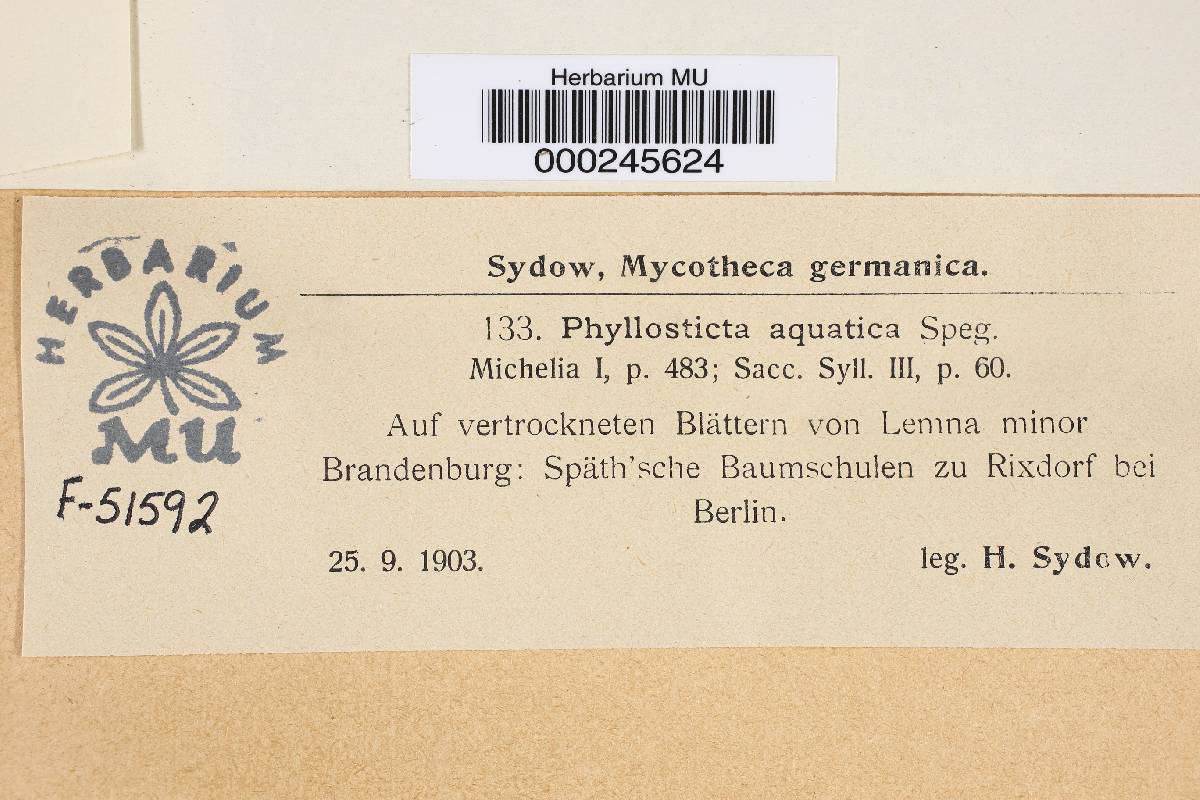 Herbarium MU
000245624
HERBARIUM
MU
F-51592
Sydow, Mycotheca germanica.
133. Phyllosticta aquatica Speg.
Michelia I, p. 483; Sacc. Syll. III, p. 60.
Auf vertrockneten Blättern von Lemna minor
Brandenburg: Späth'sche Baumschulen zu Rixdorf bei
Berlin.
25. 9. 1903.
leg. H. Sydow.